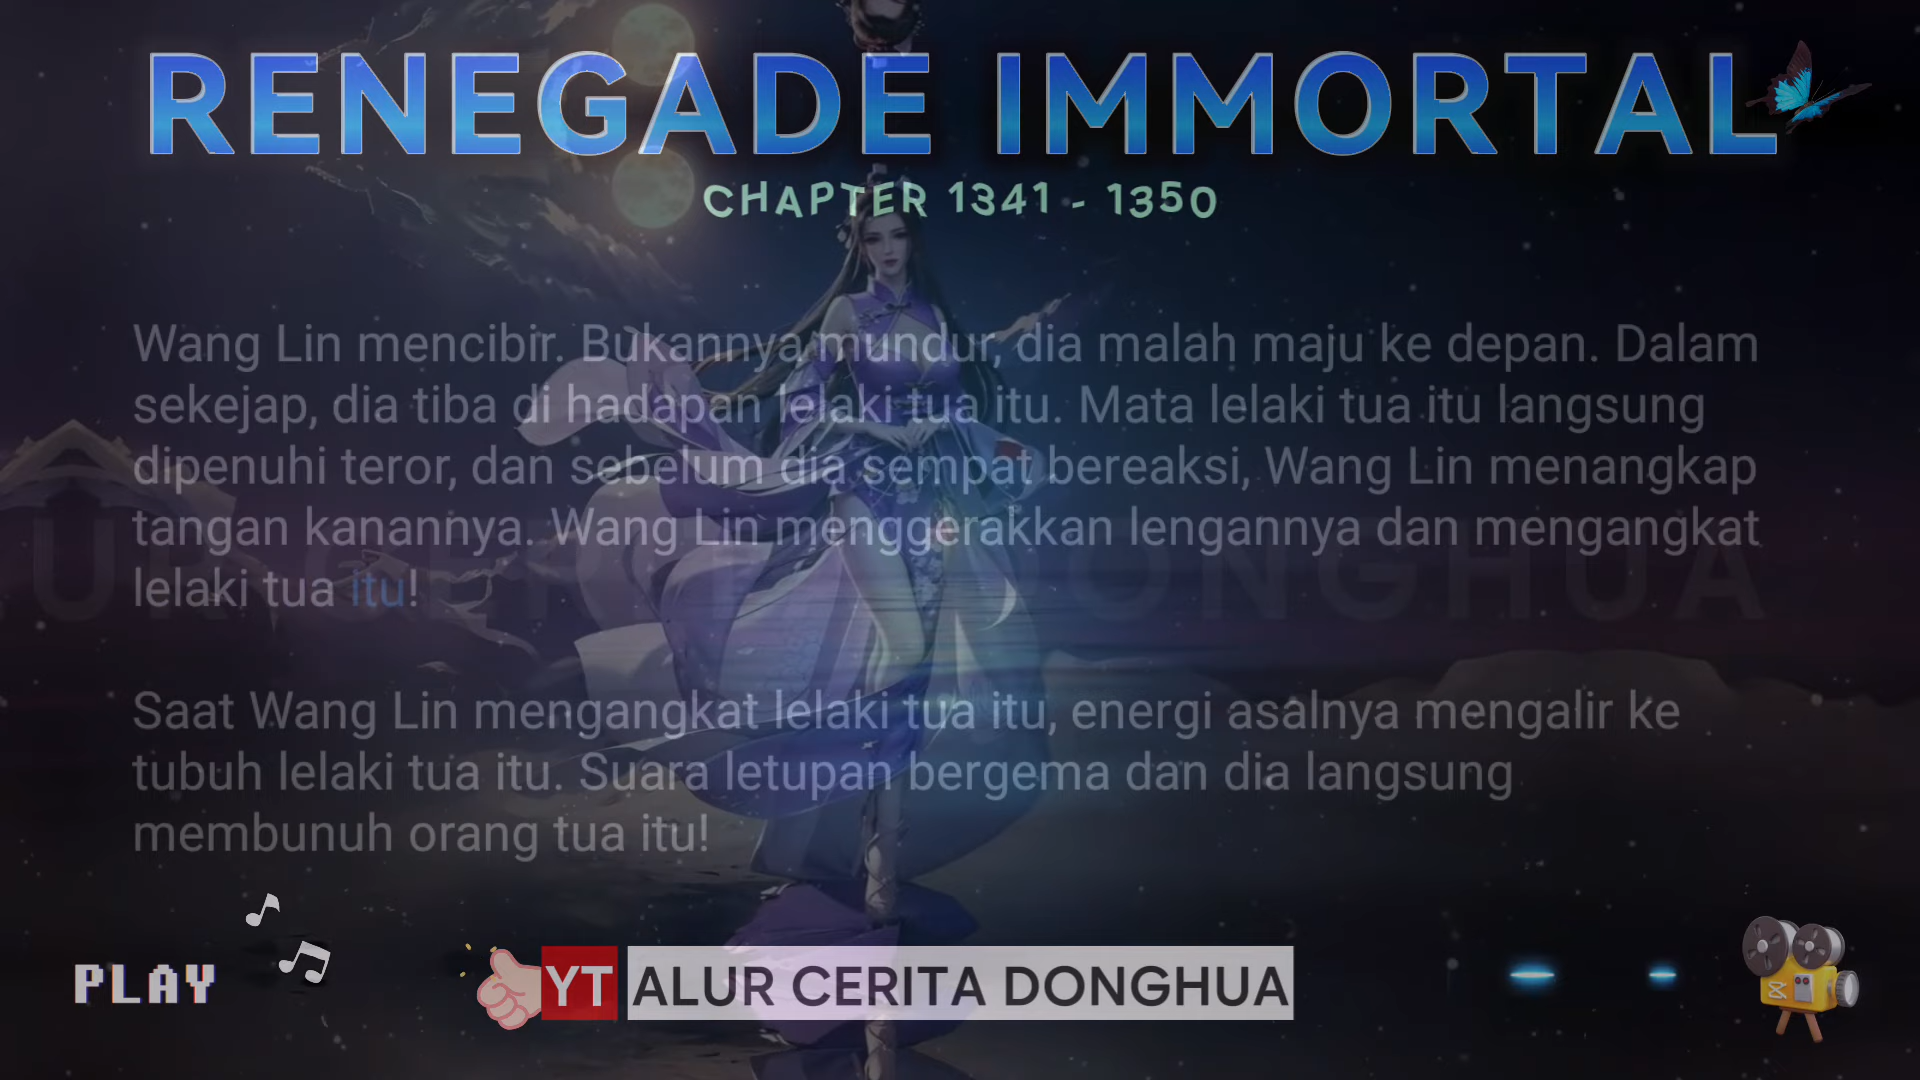 RENEGADE IMMORTAL
CHAPTER 1341 - 1350
Wang Lin mencibir. Bukannya mundur, dia malah maju ke depan. Dalam
sekejap, dia tiba di hadapan lelaki tua itu. Mata lelaki tua itu langsung
dipenuhi teror, dan sebelum dia sempat bereaksi, Wang Lin menangkap
tangan kanannya. Wang Lin menggerakkan lengannya dan mengangkat
lelaki tua itu!
Saat Wang Lin mengangkat lelaki tua itu, energi asalnya mengalir ke
tubuh lelaki tua itu. Suara letupan bergema dan dia langsung
membunuh orang tua itu!
PLAY
YT ALUR CERITA DONGHUA